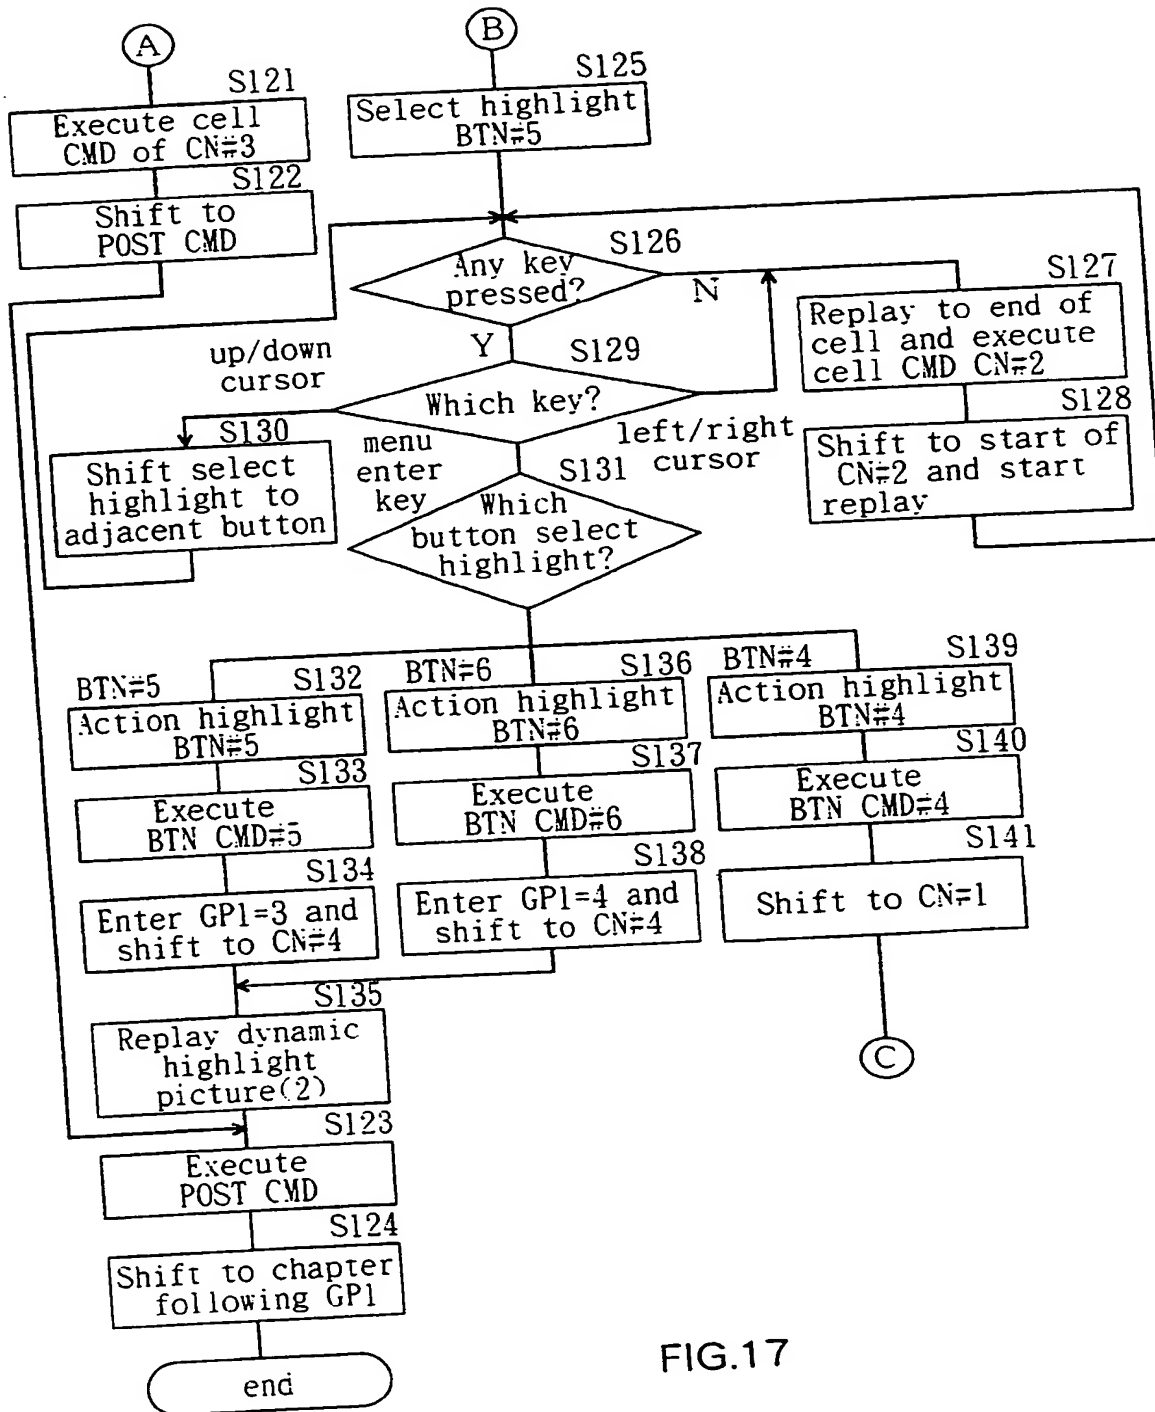 A
S121
Execute cell
CMD of CN#3
S122
Shift to
POST CMD
B
S125
Select highlight
BTN#5
S126
Any key
pressed?
N
Y
S127
Replay to end of
cell and execute
cell CMD CN=2
S128
Shift to start of
CN=2 and start
replay
up/down
cursor
S129
Which key?
S130
Shift select
highlight to
adjacent button
menu
enter
key
left/right
cursor
S131
Which
button select
highlight?
BTN#5
S132
Action highlight
BTN#5
S133
Execute
BTN CMD#5
S134
Enter GP1=3 and
shift to CN#4
BTN#6
S136
Action highlight
BTN#6
S137
Execute
BTN CMD#6
S138
Enter GP1=4 and
shift to CN#4
BTN#4
S139
Action highlight
BTN#4
S140
Execute
BTN CMD#4
S141
Shift to CN=1
C
S135
Replay dynamic
highlight
picture(2)
S123
Execute
POST CMD
S124
Shift to chapter
following GP1
end
FIG.17